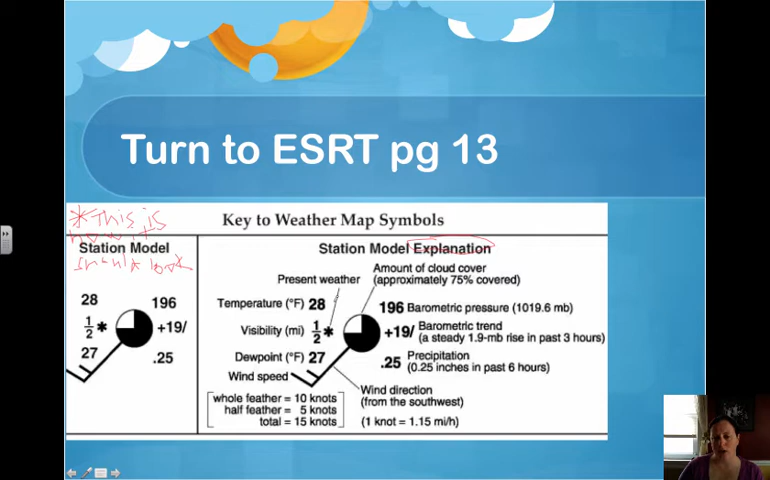 Turn to ESRT pg 13
*This is
how it
should look
Key to Weather Map Symbols
Station Model
28
196
1/2 *
+19/
27
.25
Station Model Explanation
Present weather
Amount of cloud cover
(approximately 75% covered)
Temperature (°F) 28
196 Barometric pressure (1019.6 mb)
Visibility (mi) 1/2 *
+19/ Barometric trend
(a steady 1.9-mb rise in past 3 hours)
Dewpoint (°F) 27
.25 Precipitation
(0.25 inches in past 6 hours)
Wind speed
whole feather = 10 knots
half feather = 5 knots
total = 15 knots
Wind direction
(from the southwest)
(1 knot = 1.15 mi/h)